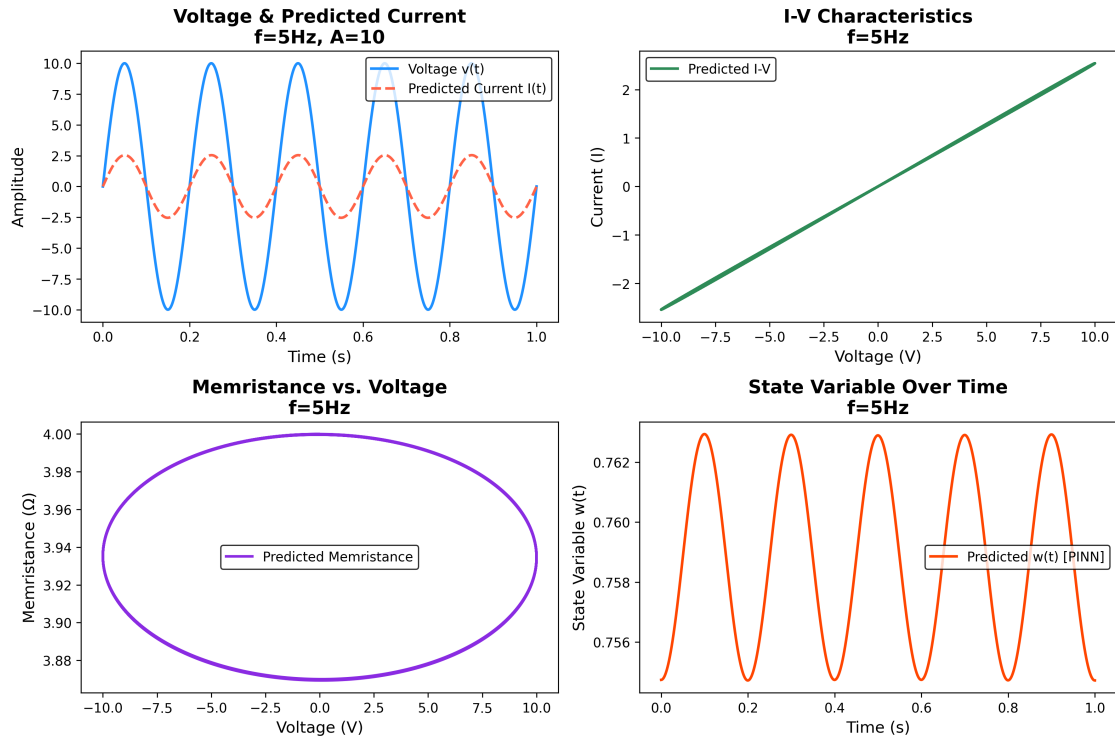 Voltage & Predicted Current
f=5Hz, A=10
Voltage v(t)
Predicted Current I(t)
Amplitude
10.0
7.5
5.0
2.5
0.0
−2.5
−5.0
−7.5
−10.0
0.0 0.2 0.4 0.6 0.8 1.0
Time (s)
I-V Characteristics
f=5Hz
Predicted I-V
Current (I)
2
1
0
−1
−2
−10.0 −7.5 −5.0 −2.5 0.0 2.5 5.0 7.5 10.0
Voltage (V)
Memristance vs. Voltage
f=5Hz
Predicted Memristance
Memristance (Ω)
4.00
3.98
3.96
3.94
3.92
3.90
3.88
−10.0 −7.5 −5.0 −2.5 0.0 2.5 5.0 7.5 10.0
Voltage (V)
State Variable Over Time
f=5Hz
Predicted w(t) [PINN]
State Variable w(t)
0.762
0.760
0.758
0.756
0.0 0.2 0.4 0.6 0.8 1.0
Time (s)